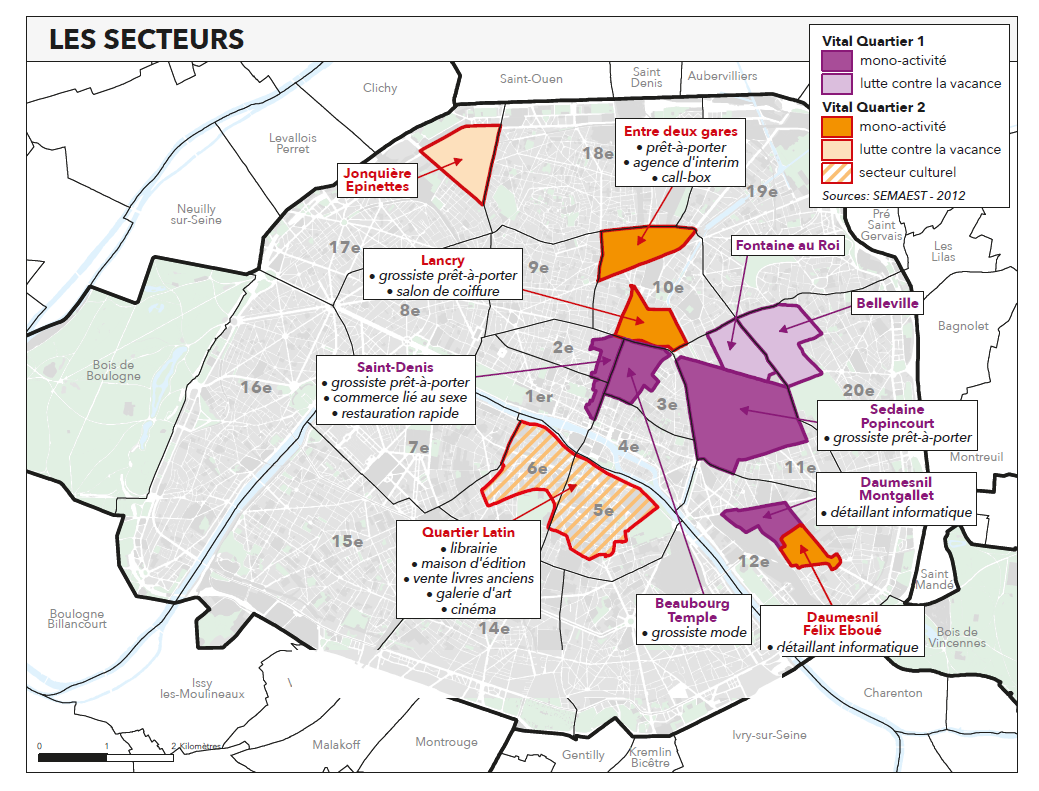 LES SECTEURS
Vital Quartier 1
mono-activité
lutte contre la vacance
Vital Quartier 2
mono-activité
lutte contre la vacance
secteur culturel
Sources: SEMAEST - 2012
Clichy
Saint-Ouen
Saint
Denis
Aubervilliers
Levallois
Perret
Neuilly
sur-Seine
Pré
Saint
Gervais
Les
Lilas
Bagnolet
Montreuil
Saint
Mandé
Bois de
Vincennes
Charenton
Ivry-sur-Seine
Kremlin
Bicêtre
Gentilly
Montrouge
Malakoff
Issy
les-Moulineaux
Boulogne
Billancourt
Bois de
Boulogne
Jonquière
Epinettes
Entre deux gares
• prêt-à-porter
• agence d'interim
• call-box
Lancry
• grossiste prêt-à-porter
• salon de coiffure
Fontaine au Roi
Belleville
Saint-Denis
• grossiste prêt-à-porter
• commerce lié au sexe
• restauration rapide
Sedaine
Popincourt
• grossiste prêt-à-porter
Daumesnil
Montgallet
• détaillant informatique
Quartier Latin
• librairie
• maison d'édition
• vente livres anciens
• galerie d'art
• cinéma
Beaubourg
Temple
• grossiste mode
Daumesnil
Félix Eboué
• détaillant informatique
18e
19e
17e
9e
10e
8e
2e
16e
1er
3e
20e
7e
4e
6e
11e
5e
15e
12e
14e
0 1 2 Kilomètres